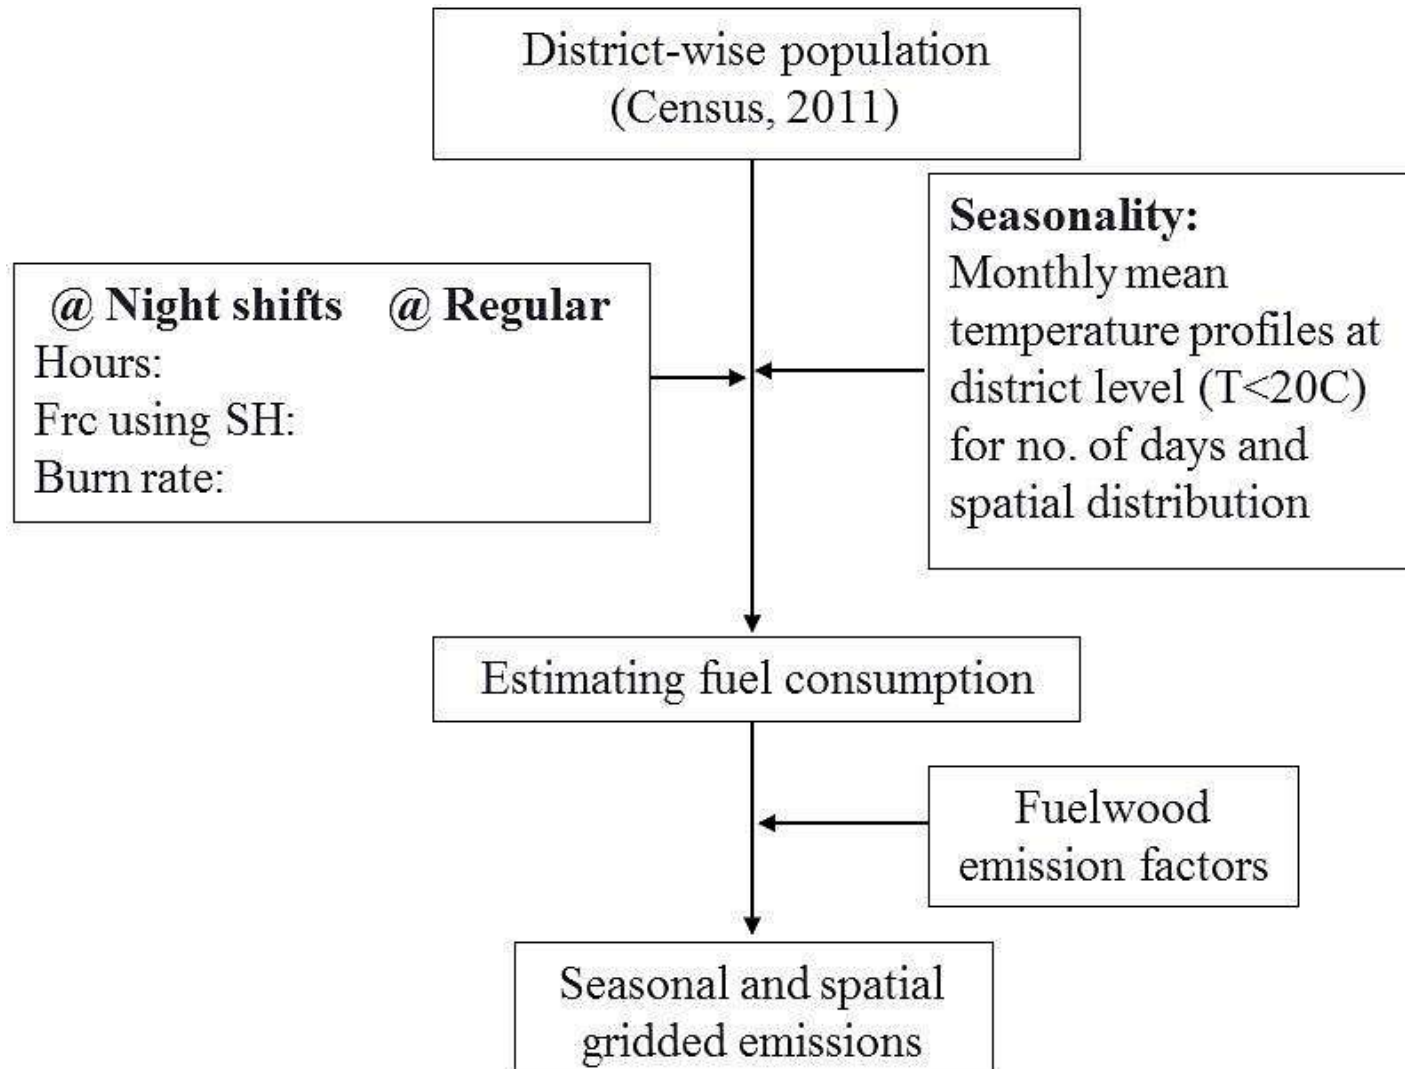 District-wise population
(Census, 2011)
Seasonality:
Monthly mean
temperature profiles at
district level (T<20C)
for no. of days and
spatial distribution
@ Night shifts @ Regular
Hours:
Frc using SH:
Burn rate:
Estimating fuel consumption
Fuelwood
emission factors
Seasonal and spatial
gridded emissions